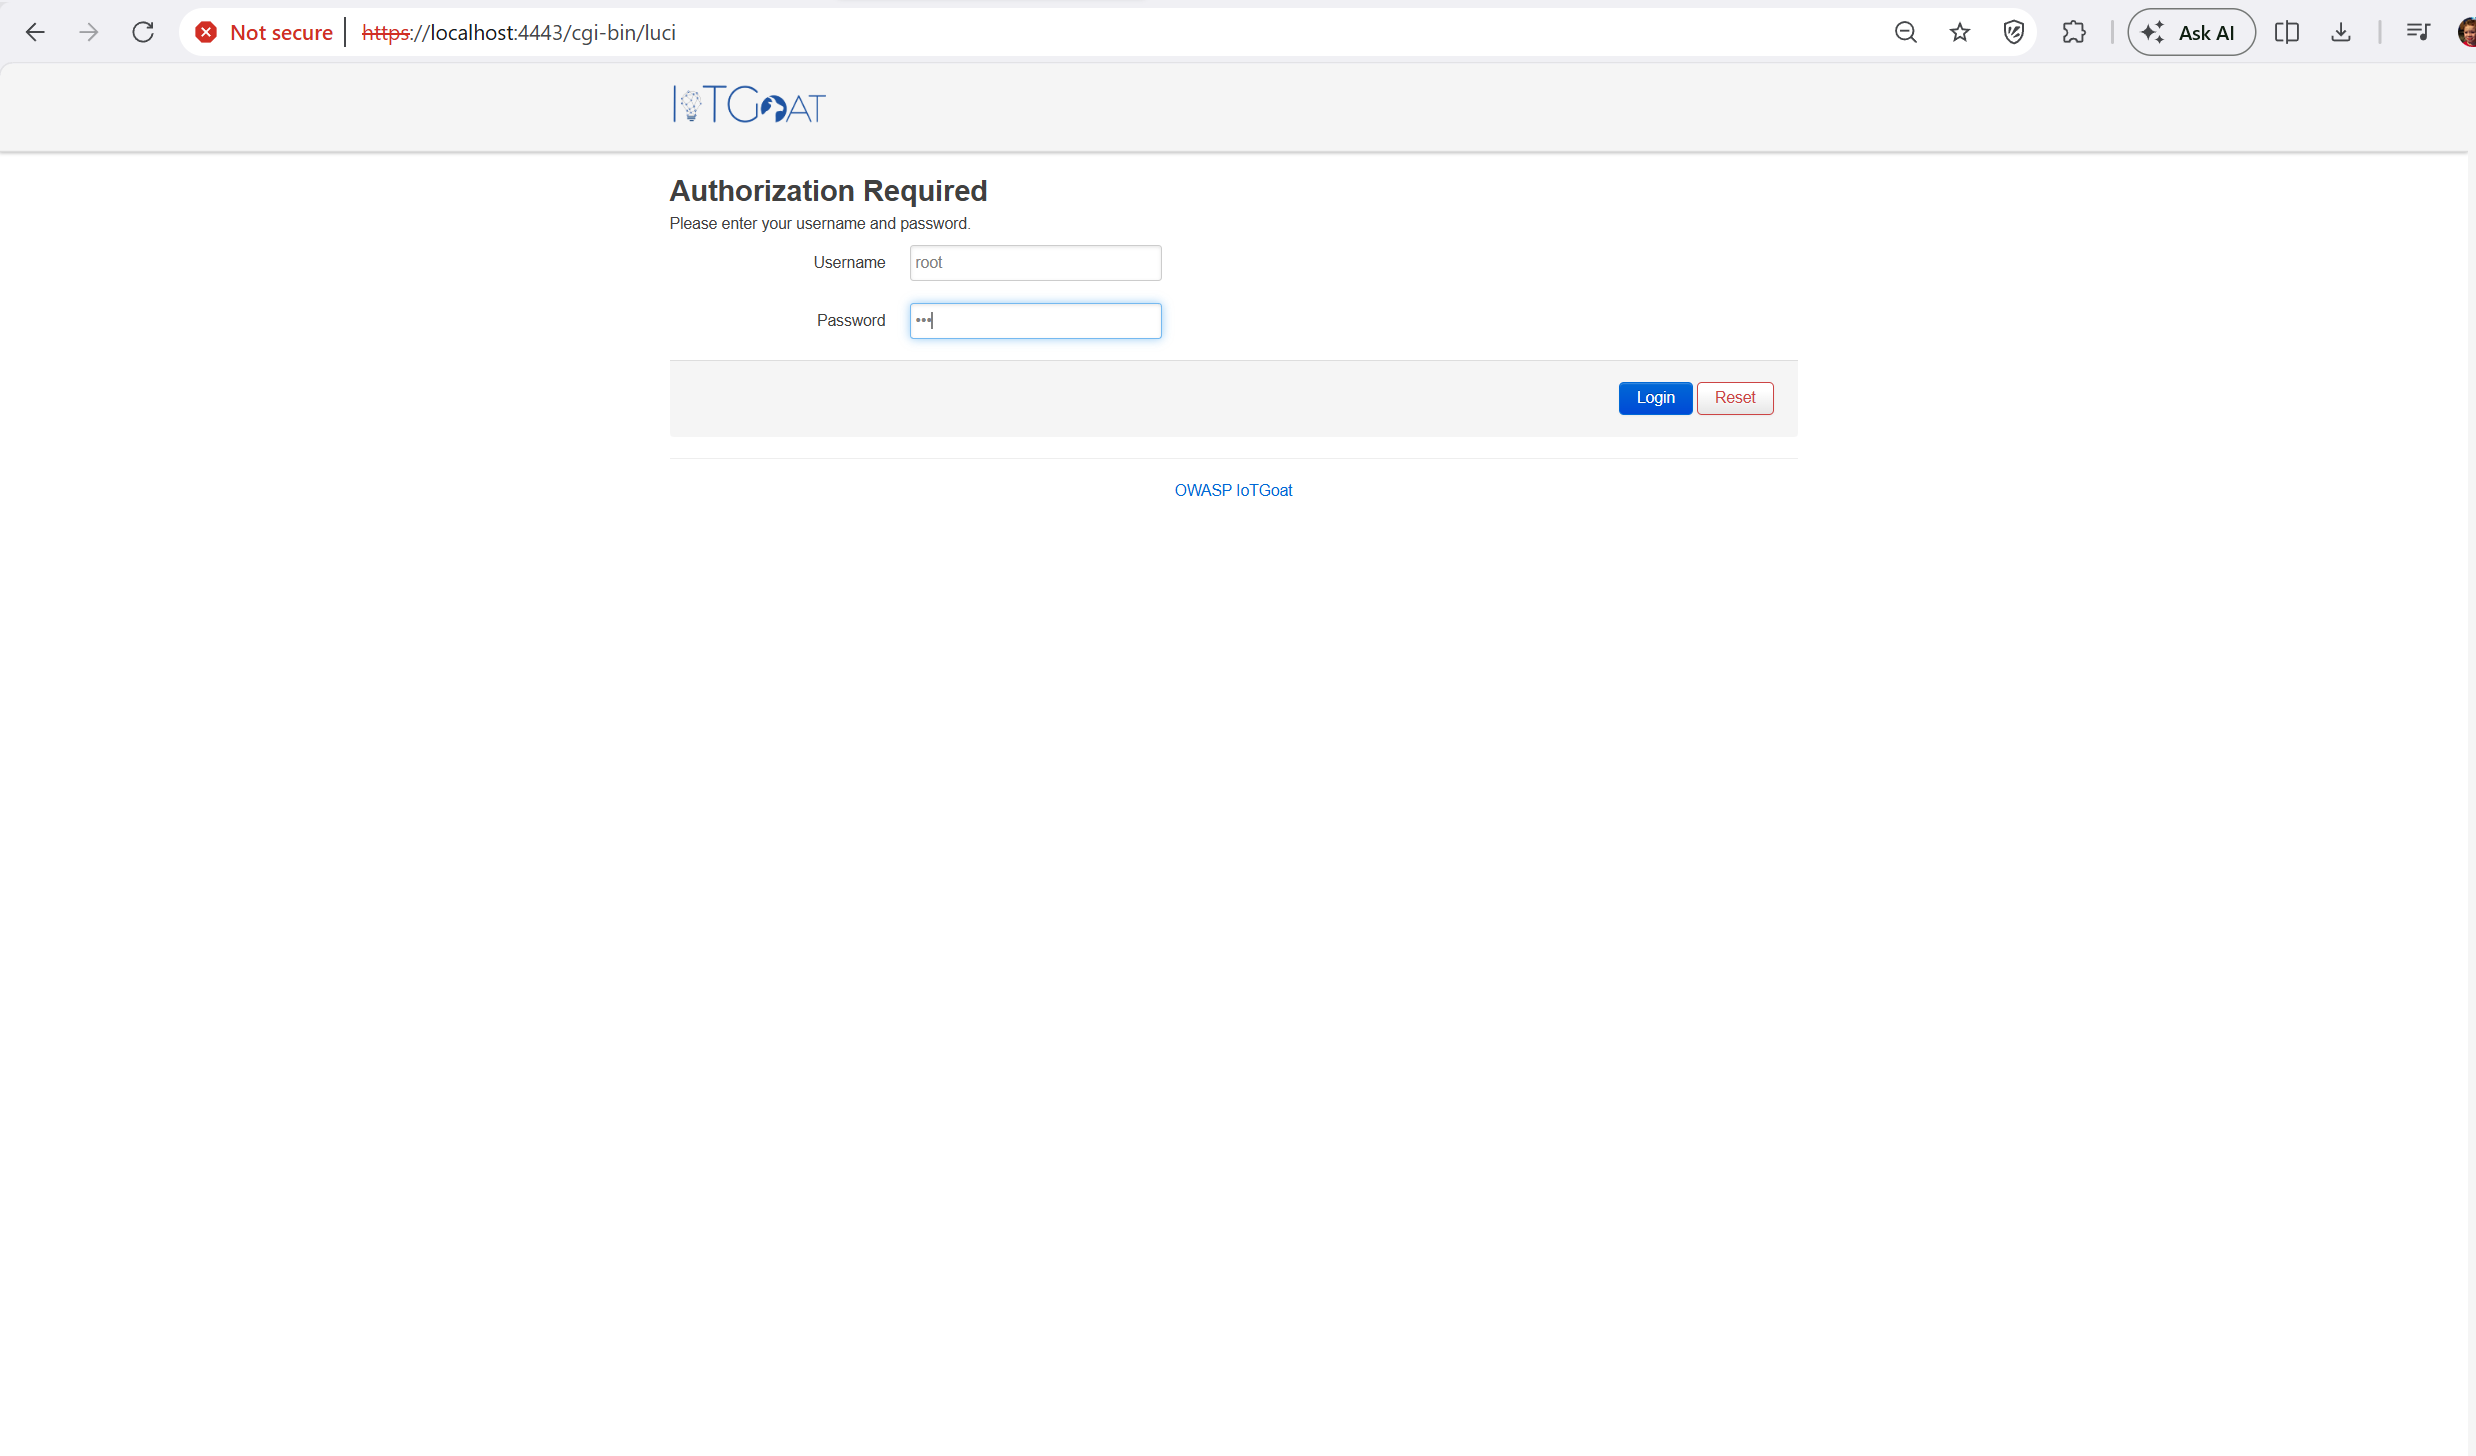 Not secure
https://localhost:4443/cgi-bin/luci
Ask AI
IoTGoat
Authorization Required
Please enter your username and password.
Username
root
Password
•••
Login
Reset
OWASP IoTGoat